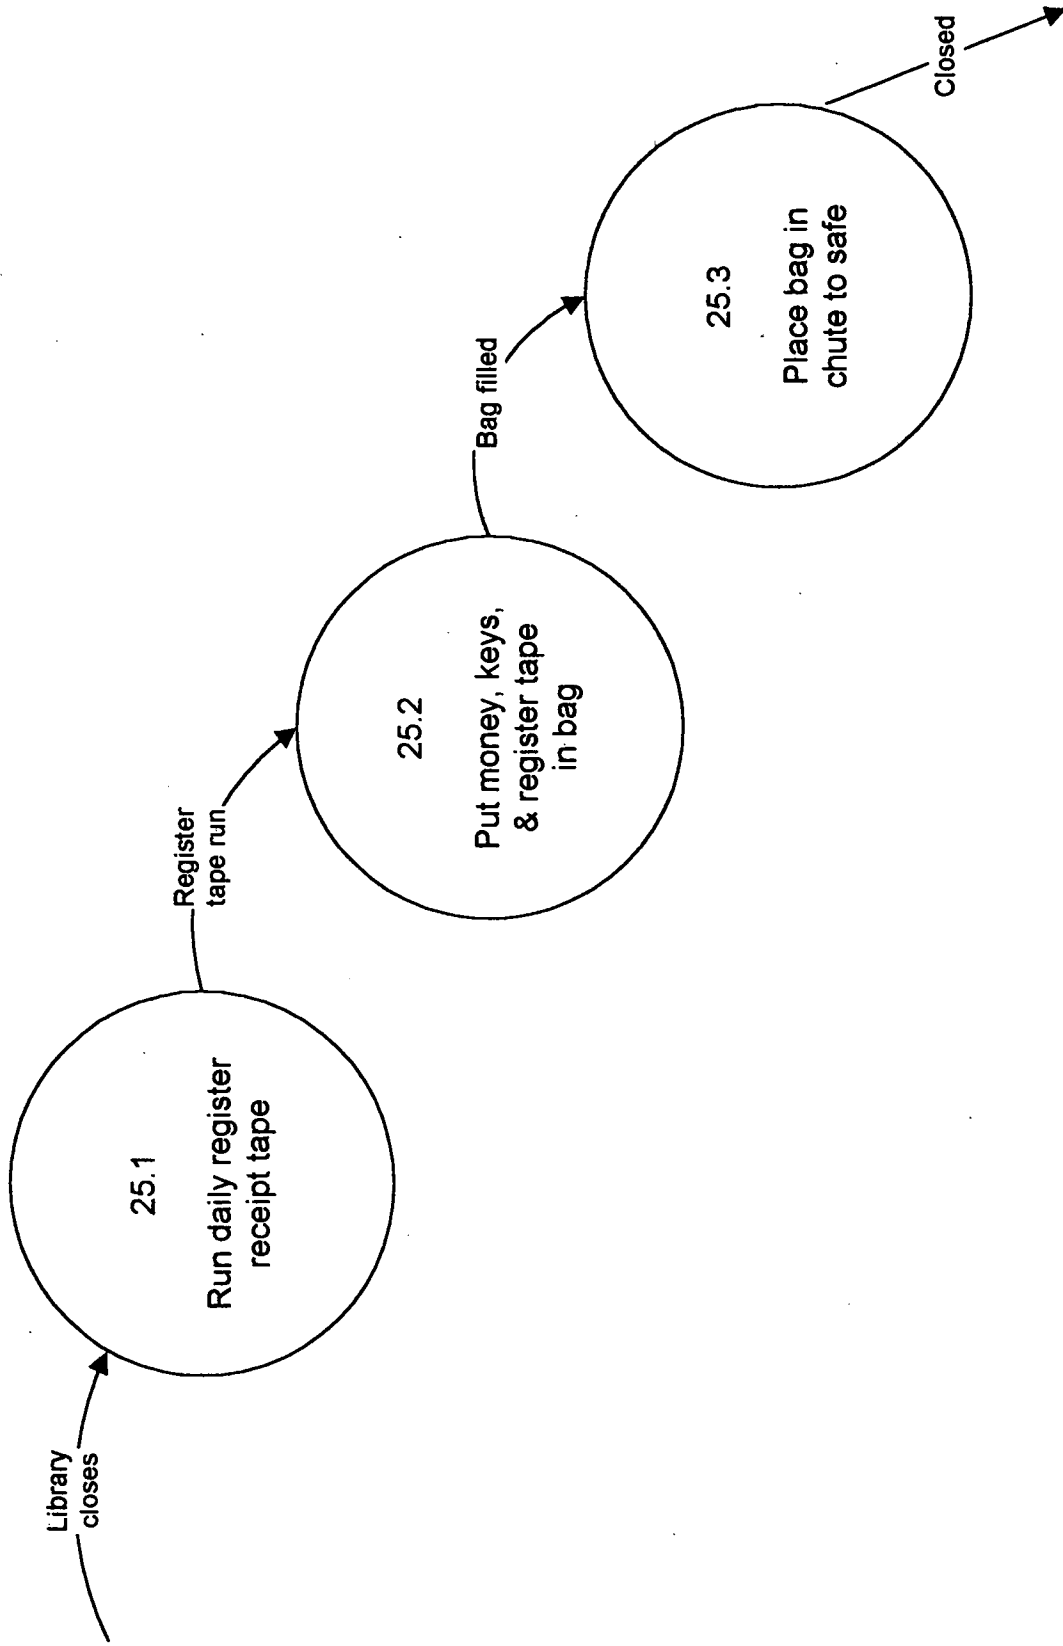 Library
closes
25.1
Run daily register
receipt tape
Register
tape run
25.2
Put money, keys,
& register tape
in bag
Bag filled
25.3
Place bag in
chute to safe
Closed